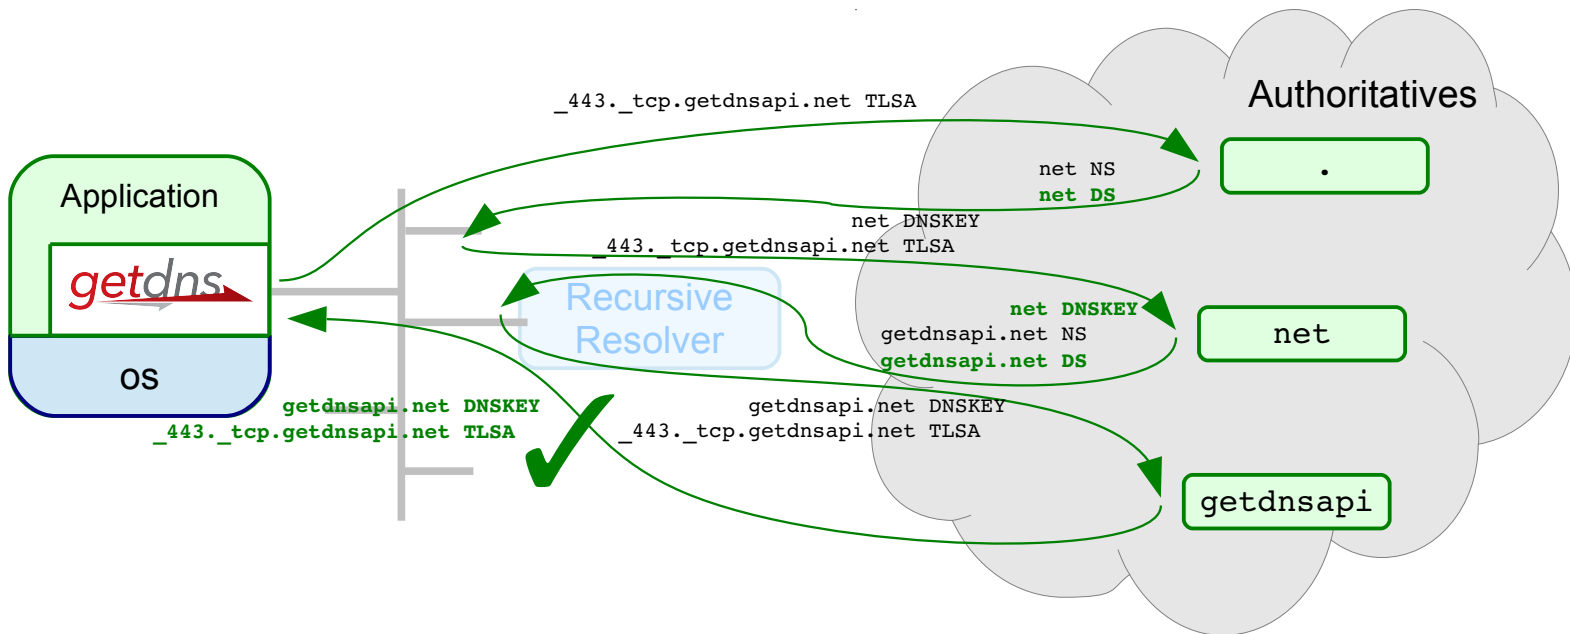 Authoritatives
_443._tcp.getdnsapi.net TLSA
.
net NS
net DS
Application
getdns
OS
net DNSKEY
_443._tcp.getdnsapi.net TLSA
Recursive
Resolver
net DNSKEY
getdnsapi.net NS
getdnsapi.net DS
net
getdnsapi.net DNSKEY
_443._tcp.getdnsapi.net TLSA
getdnsapi.net DNSKEY
_443._tcp.getdnsapi.net TLSA
getdnsapi